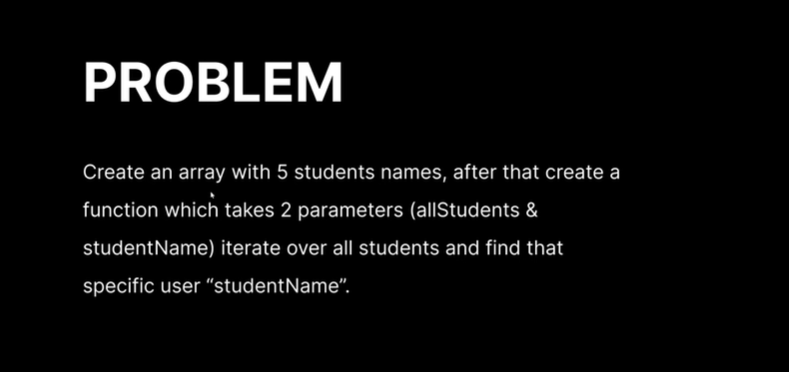 PROBLEM
Create an array with 5 students names, after that create a
function which takes 2 parameters (allStudents &
studentName) iterate over all students and find that
specific user “studentName”.